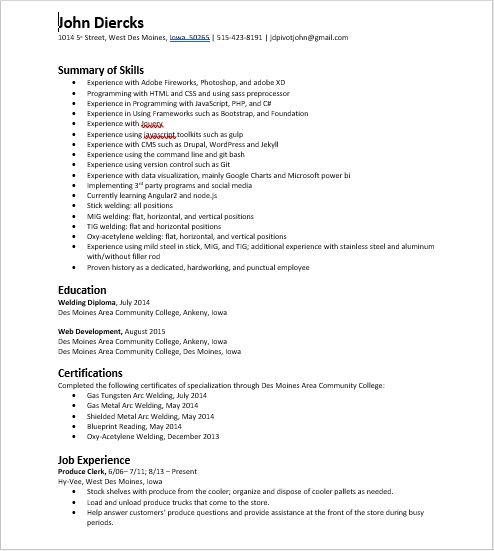 John Diercks
1014 5th Street, West Des Moines, Iowa, 50265 | 515-423-8191 | jdpivotjohn@gmail.com
Summary of Skills
• Experience with Adobe Fireworks, Photoshop, and adobe XD
• Programming with HTML and CSS and using sass preprocessor
• Experience in Programming with JavaScript, PHP, and C#
• Experience in Using Frameworks such as Bootstrap, and Foundation
• Experience with Jquery
• Experience using javascript toolkits such as gulp
• Experience with CMS such as Drupal, WordPress and Jekyll
• Experience using the command line and git bash
• Experience using version control such as Git
• Experience with data visualization, mainly Google Charts and Microsoft power bi
• Implementing 3rd party programs and social media
• Currently learning Angular2 and node.js
• Stick welding: all positions
• MIG welding: flat, horizontal, and vertical positions
• TIG welding: flat and horizontal positions
• Oxy-acetylene welding: flat, horizontal, and vertical positions
• Experience using mild steel in stick, MIG, and TIG; additional experience with stainless steel and aluminum
with/without filler rod
• Proven history as a dedicated, hardworking, and punctual employee
Education
Welding Diploma, July 2014
Des Moines Area Community College, Ankeny, Iowa
Web Development, August 2015
Des Moines Area Community College, Ankeny, Iowa
Des Moines Area Community College, Des Moines, Iowa
Certifications
Completed the following certificates of specialization through Des Moines Area Community College:
• Gas Tungsten Arc Welding, July 2014
• Gas Metal Arc Welding, May 2014
• Shielded Metal Arc Welding, May 2014
• Blueprint Reading, May 2014
• Oxy-Acetylene Welding, December 2013
Job Experience
Produce Clerk, 6/06– 7/11; 8/13 – Present
Hy-Vee, West Des Moines, Iowa
• Stock shelves with produce from the cooler; organize and dispose of cooler pallets as needed.
• Load and unload produce trucks that come to the store.
• Help answer customers' produce questions and provide assistance at the front of the store during busy
periods.